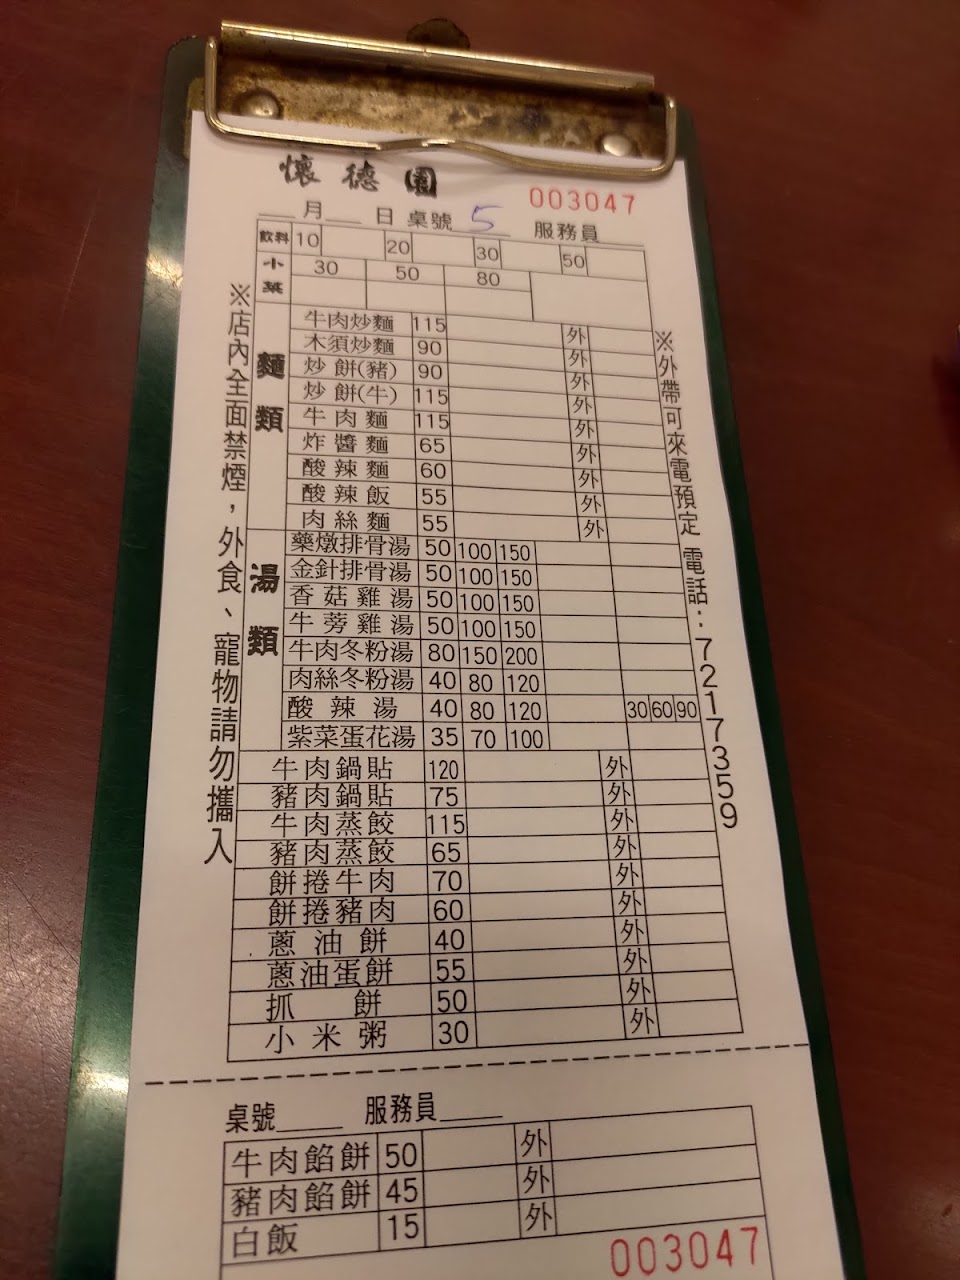 懷德園
003047
月 日 桌號 5 服務員
飲料 10 20 30 50
小菜 30 50 80
麵類
牛肉炒麵 115 外
木須炒麵 90 外
炒餅(豬) 90 外
炒餅(牛) 115 外
牛肉麵 115 外
炸醬麵 65 外
酸辣麵 60 外
酸辣飯 55 外
肉絲麵 55 外
湯類
藥燉排骨湯 50 100 150
金針排骨湯 50 100 150
香菇雞湯 50 100 150
牛蒡雞湯 50 100 150
牛肉冬粉湯 80 150 200
肉絲冬粉湯 40 80 120
酸辣湯 40 80 120 30 60 90
紫菜蛋花湯 35 70 100
牛肉鍋貼 120 外
豬肉鍋貼 75 外
牛肉蒸餃 115 外
豬肉蒸餃 65 外
餅捲牛肉 70 外
餅捲豬肉 60 外
蔥油餅 40 外
蔥油蛋餅 55 外
抓餅 50 外
小米粥 30 外
※店內全面禁煙，外食、寵物請勿攜入
※外帶可來電預定 電話：7217359
桌號 服務員
牛肉餡餅 50 外
豬肉餡餅 45 外
白飯 15 外
003047